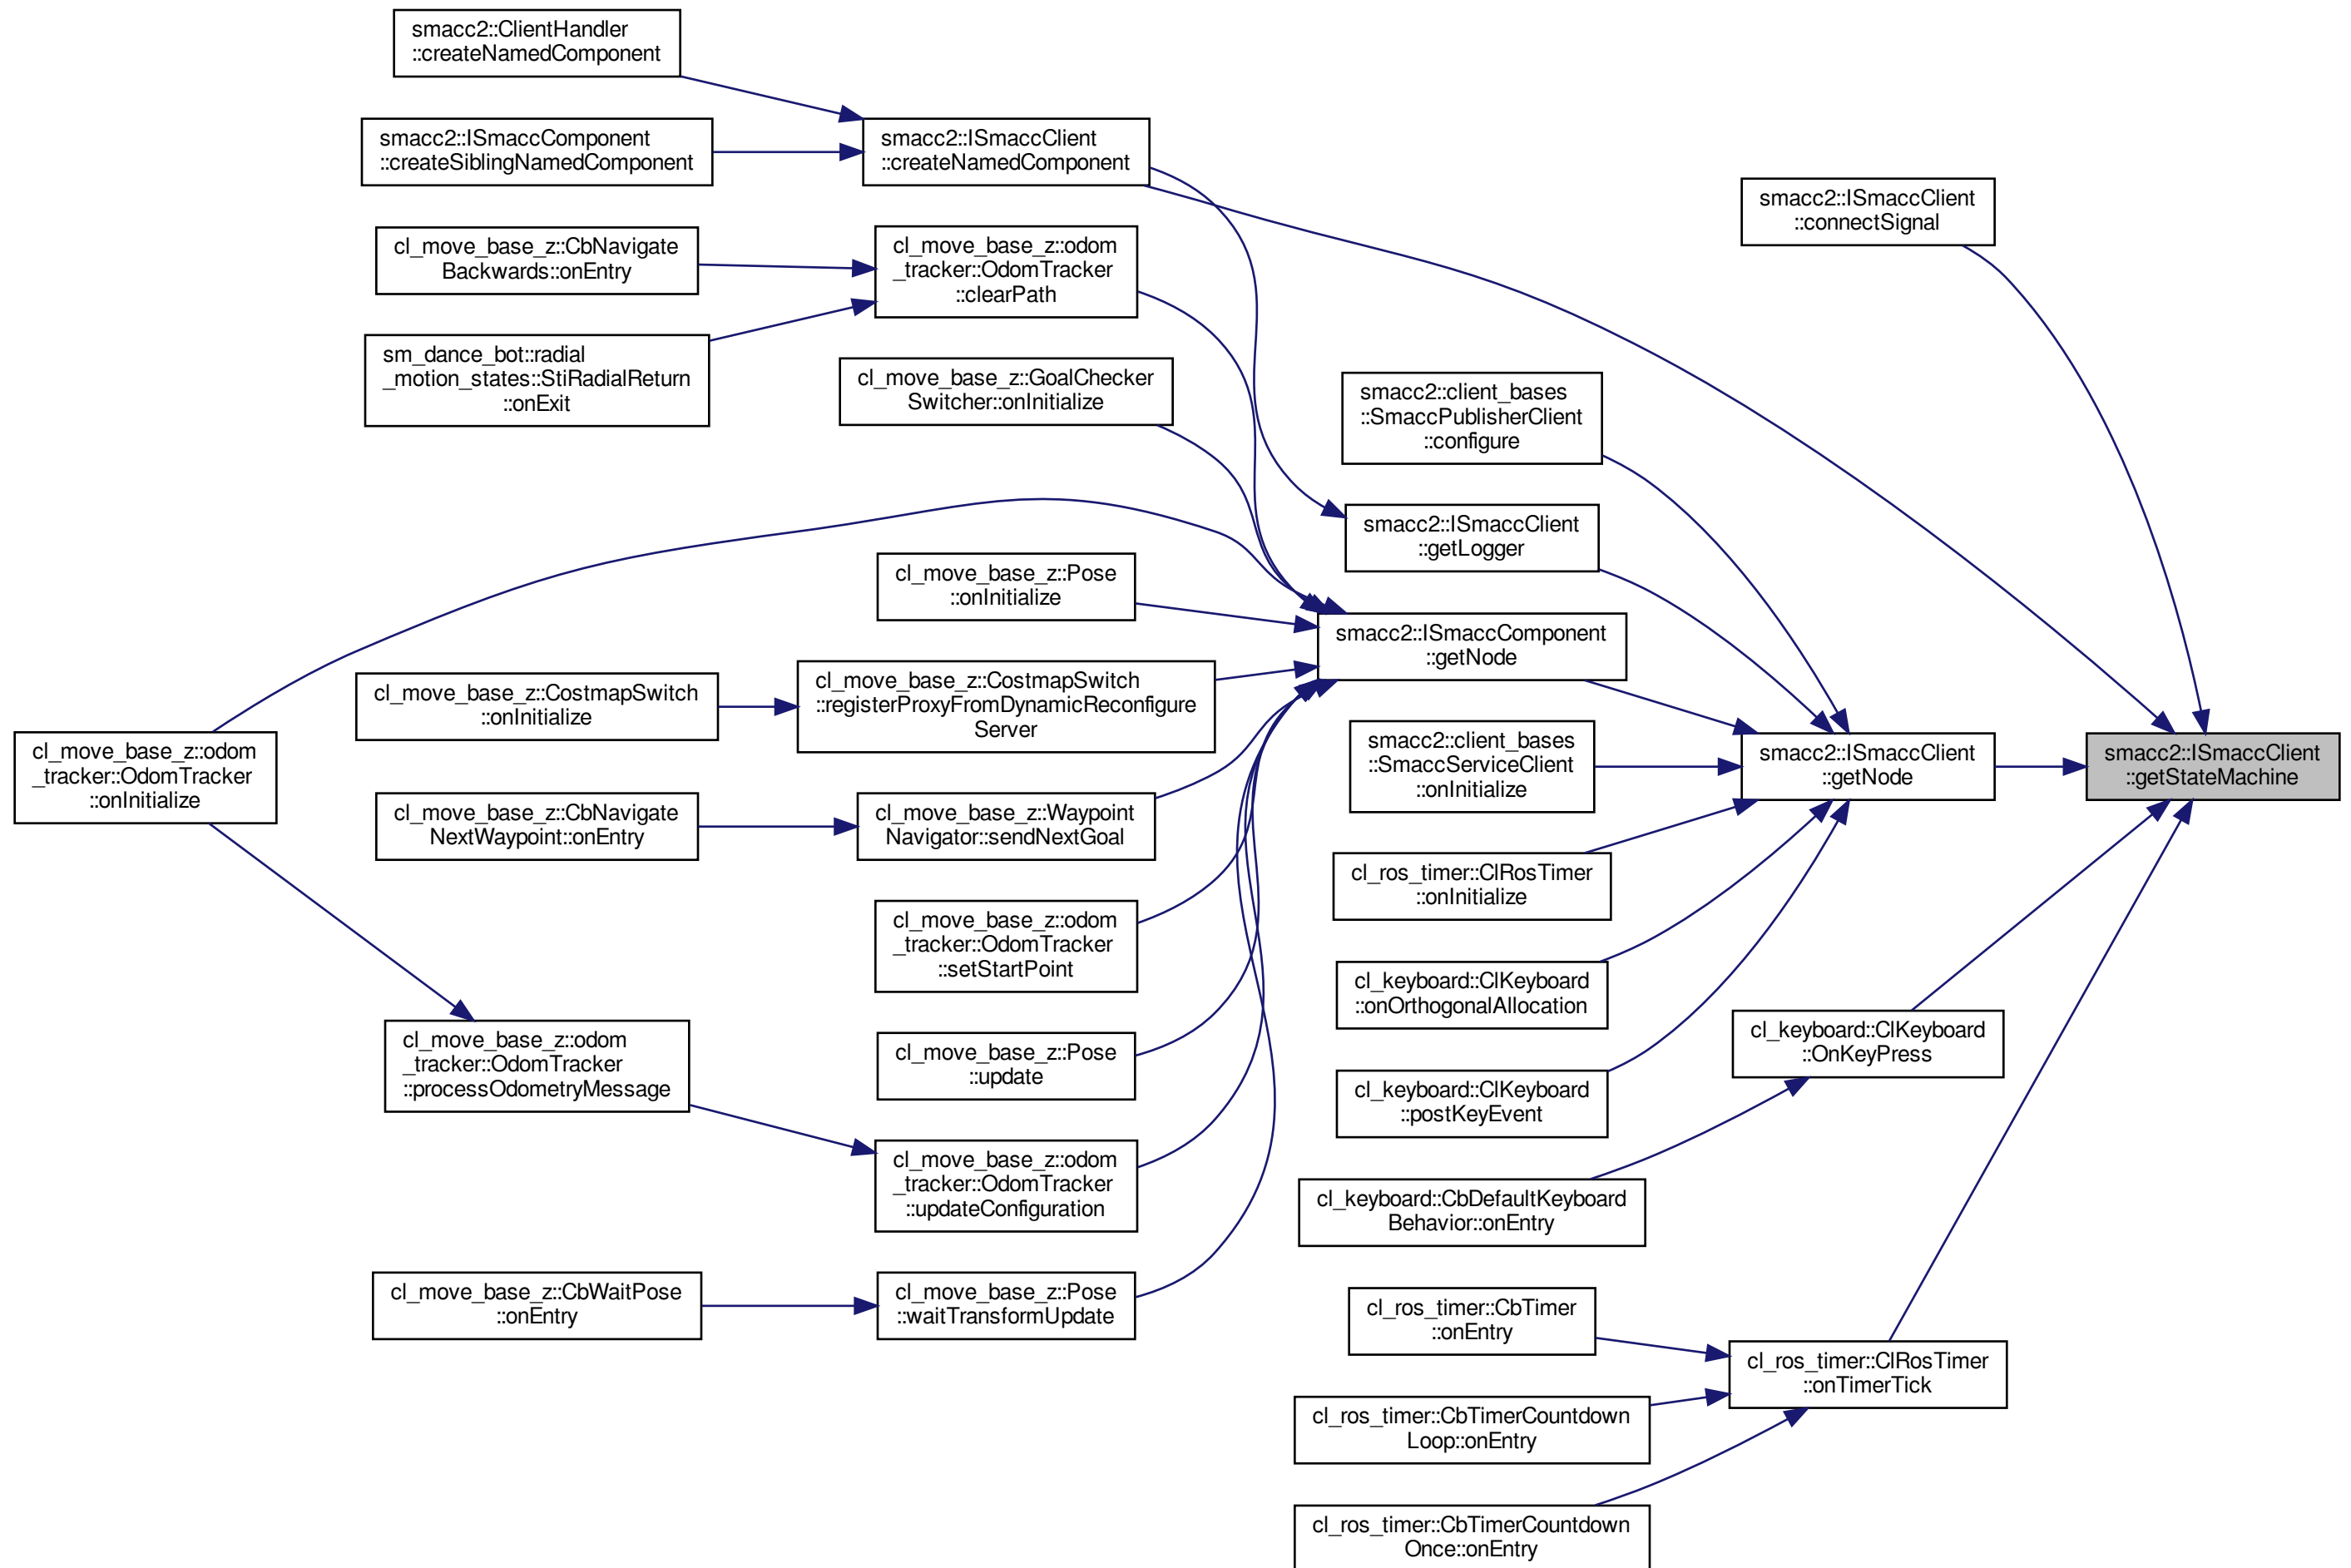 smacc2::ClientHandler
::createNamedComponent
smacc2::ISmaccComponent
::createSiblingNamedComponent
smacc2::ISmaccClient
::createNamedComponent
cl_move_base_z::CbNavigate
Backwards::onEntry
cl_move_base_z::odom
_tracker::OdomTracker
::clearPath
sm_dance_bot::radial
_motion_states::StiRadialReturn
::onExit
cl_move_base_z::GoalChecker
Switcher::onInitialize
smacc2::ISmaccClient
::connectSignal
smacc2::client_bases
::SmaccPublisherClient
::configure
smacc2::ISmaccClient
::getLogger
cl_move_base_z::Pose
::onInitialize
smacc2::ISmaccComponent
::getNode
cl_move_base_z::CostmapSwitch
::onInitialize
cl_move_base_z::CostmapSwitch
::registerProxyFromDynamicReconfigure
Server
cl_move_base_z::odom
_tracker::OdomTracker
::onInitialize
smacc2::client_bases
::SmaccServiceClient
::onInitialize
smacc2::ISmaccClient
::getNode
smacc2::ISmaccClient
::getStateMachine
cl_move_base_z::CbNavigate
NextWaypoint::onEntry
cl_move_base_z::Waypoint
Navigator::sendNextGoal
cl_ros_timer::ClRosTimer
::onInitialize
cl_move_base_z::odom
_tracker::OdomTracker
::setStartPoint
cl_keyboard::ClKeyboard
::onOrthogonalAllocation
cl_move_base_z::odom
_tracker::OdomTracker
::processOdometryMessage
cl_move_base_z::Pose
::update
cl_keyboard::ClKeyboard
::postKeyEvent
cl_keyboard::ClKeyboard
::OnKeyPress
cl_move_base_z::odom
_tracker::OdomTracker
::updateConfiguration
cl_keyboard::CbDefaultKeyboard
Behavior::onEntry
cl_move_base_z::CbWaitPose
::onEntry
cl_move_base_z::Pose
::waitTransformUpdate
cl_ros_timer::CbTimer
::onEntry
cl_ros_timer::ClRosTimer
::onTimerTick
cl_ros_timer::CbTimerCountdown
Loop::onEntry
cl_ros_timer::CbTimerCountdown
Once::onEntry